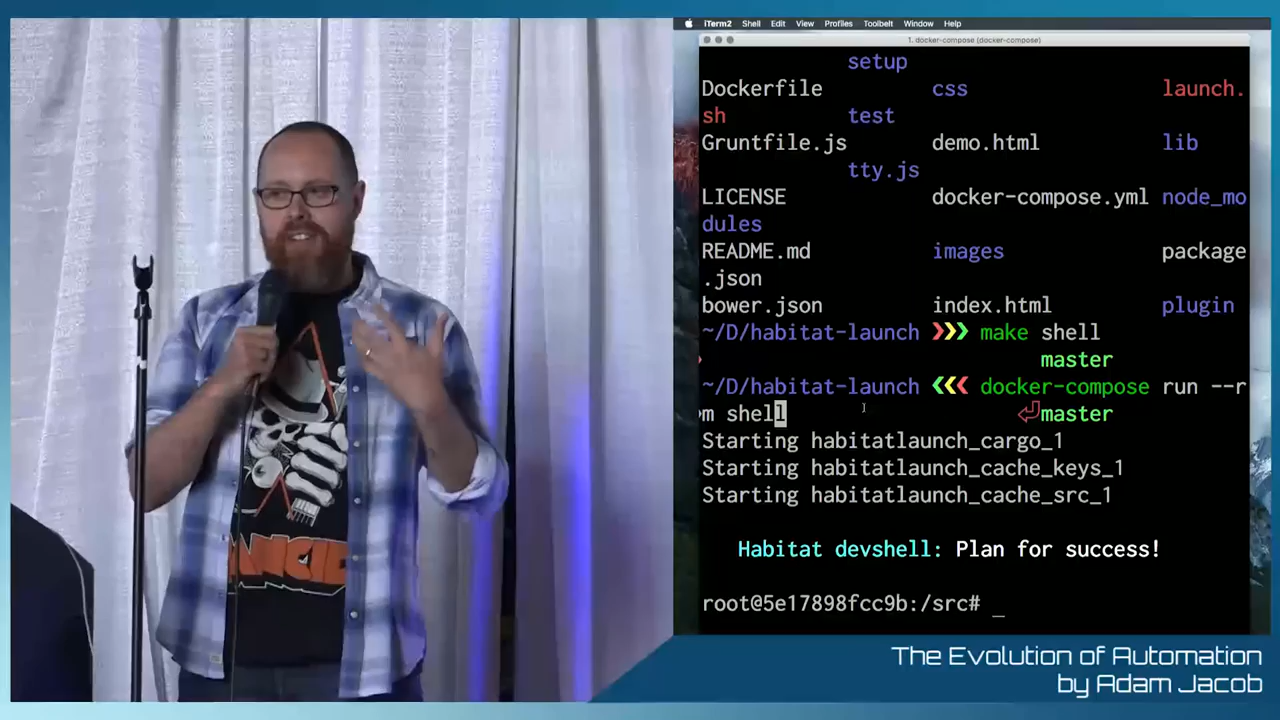 iTerm2 Shell Edit View Profiles Toolbelt Window Help
1. docker-compose (docker-compose)
setup
Dockerfile css launch.
sh test
Gruntfile.js demo.html lib
tty.js
LICENSE docker-compose.yml node_mo
dules
README.md images package
.json
bower.json index.html plugin
~/D/habitat-launch ❯❯❯ make shell
master
~/D/habitat-launch ❮❮❮ docker-compose run --r
m shell ⏎master
Starting habitatlaunch_cargo_1
Starting habitatlaunch_cache_keys_1
Starting habitatlaunch_cache_src_1
Habitat devshell: Plan for success!
root@5e17898fcc9b:/src# _
RANCID
The Evolution of Automation
by Adam Jacob